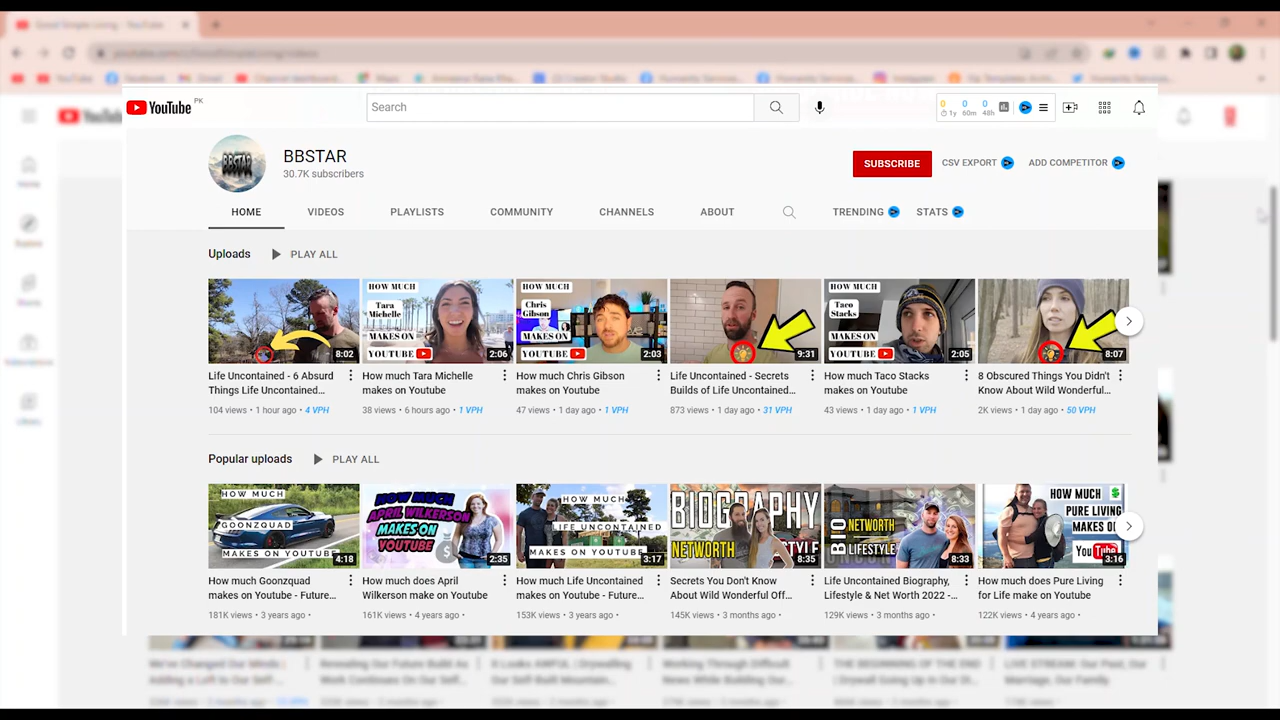 YouTube PK
Search
0 0 0
1y 60m 48h
BBSTAR
30.7K subscribers
SUBSCRIBE
CSV EXPORT
ADD COMPETITOR
HOME VIDEOS PLAYLISTS COMMUNITY CHANNELS ABOUT TRENDING STATS
Uploads PLAY ALL
8:02
HOW MUCH
Tara
Michelle
MAKES ON
YOUTUBE
2:06
HOW MUCH
Chris
Gibson
MAKES ON
YOUTUBE
2:03
9:31
HOW MUCH
Taco
Stacks
MAKES ON
YOUTUBE
2:05
8:07
Life Uncontained - 6 Absurd
Things Life Uncontained...
104 views • 1 hour ago • 4 VPH
How much Tara Michelle
makes on Youtube
38 views • 6 hours ago • 1 VPH
How much Chris Gibson
makes on Youtube
47 views • 1 day ago • 1 VPH
Life Uncontained - Secrets
Builds of Life Uncontained...
873 views • 1 day ago • 31 VPH
How much Taco Stacks
makes on Youtube
43 views • 1 day ago • 1 VPH
8 Obscured Things You Didn't
Know About Wild Wonderful...
2K views • 1 day ago • 50 VPH
Popular uploads PLAY ALL
HOW MUCH
GOONZQUAD
MAKES ON YOUTUBE
4:18
HOW MUCH
APRIL WILKERSON
MAKES ON
YOUTUBE
2:35
HOW MUCH
LIFE UNCONTAINED
MAKES ON YOUTUBE
3:17
BIOGRAPHY
NETWORTH
8:35
BIO
NETWORTH
LIFESTYLE
8:33
HOW MUCH
PURE LIVING
MAKES ON
YouTube
3:16
How much Goonzquad
makes on Youtube - Future...
181K views • 3 years ago •
How much does April
Wilkerson make on Youtube
161K views • 4 years ago •
How much Life Uncontained
makes on Youtube - Future...
153K views • 3 years ago •
Secrets You Don't Know
About Wild Wonderful Off...
145K views • 3 months ago •
Life Uncontained Biography,
Lifestyle & Net Worth 2022 -...
129K views • 3 months ago •
How much does Pure Living
for Life make on Youtube
122K views • 4 years ago •